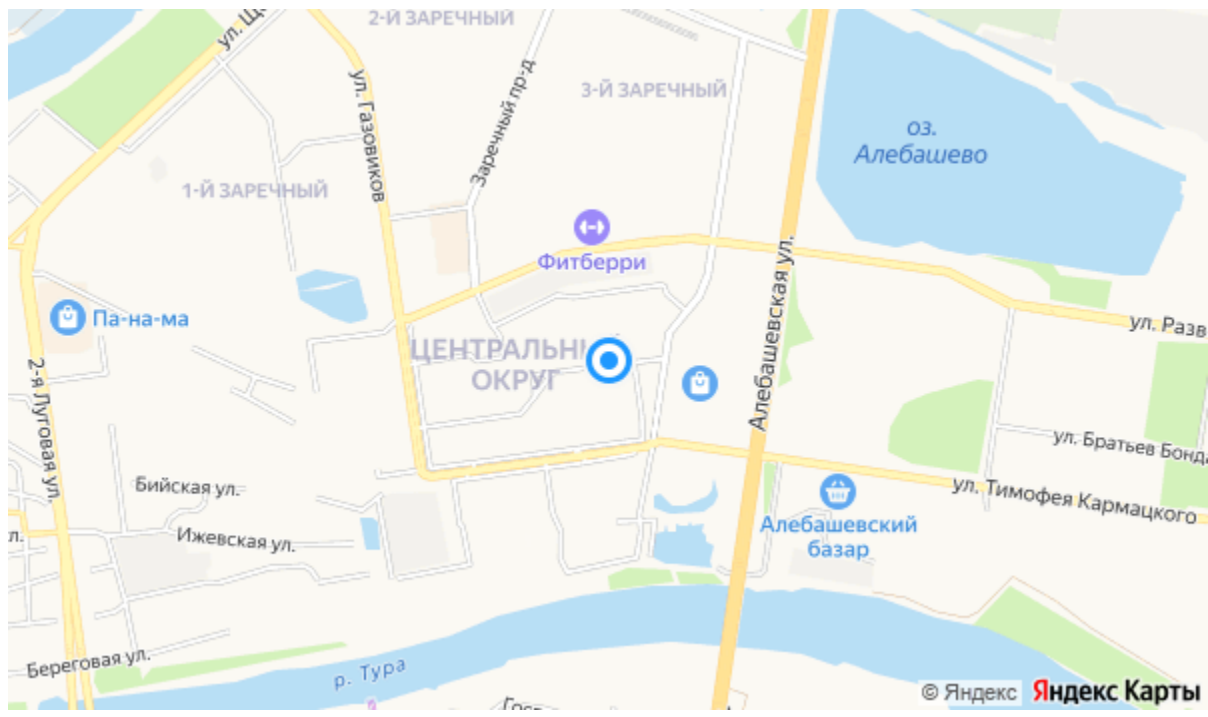 2-Й ЗАРЕЧНЫЙ
ул. Газовиков
Заречный пр-д
3-Й ЗАРЕЧНЫЙ
оз.
Алебашево
1-Й ЗАРЕЧНЫЙ
Фитберри
Алебашевская ул.
Па-на-ма
ул. Разв
ЦЕНТРАЛЬН
ОКРУГ
2-я Луговая ул.
ул. Братьев Бонда
Бийская ул.
ул. Тимофея Кармацкого
Ижевская ул.
Алебашевский
базар
Береговая ул.
р. Тура
© Яндекс Яндекс Карты